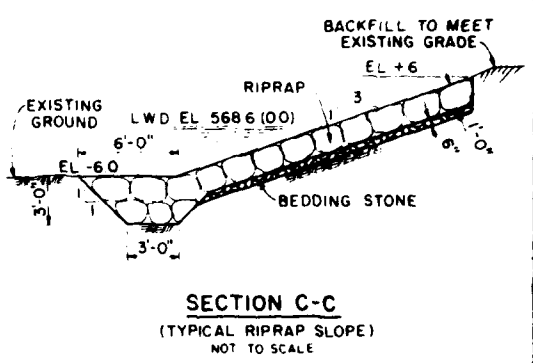 BACKFILL TO MEET
EXISTING GRADE
EL +6
RIPRAP
3
1
EXISTING
GROUND
LWD EL 568 6 (0 0)
6'-0"
EL -6 0
1'-0"
6"
3'-0"
1
1
BEDDING STONE
3'-0"
SECTION C-C
(TYPICAL RIPRAP SLOPE)
NOT TO SCALE